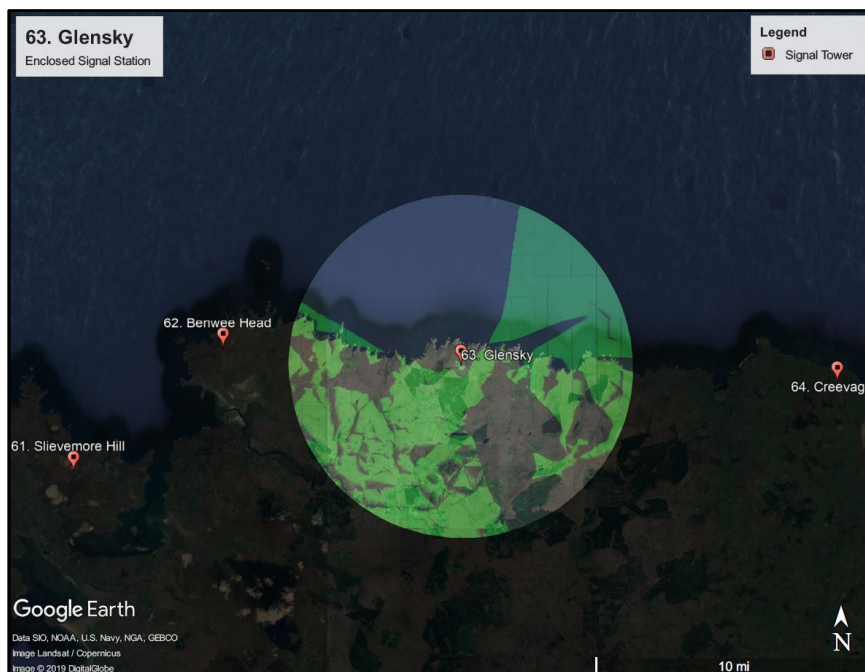 63. Glensky
Enclosed Signal Station
Legend
Signal Tower
62. Benwee Head
63. Glensky
64. Creevag
61. Slievemore Hill
Google Earth
Data SIO, NOAA, U.S. Navy, NGA, GEBCO
Image Landsat / Copernicus
Image © 2019 DigitalGlobe
N
10 mi